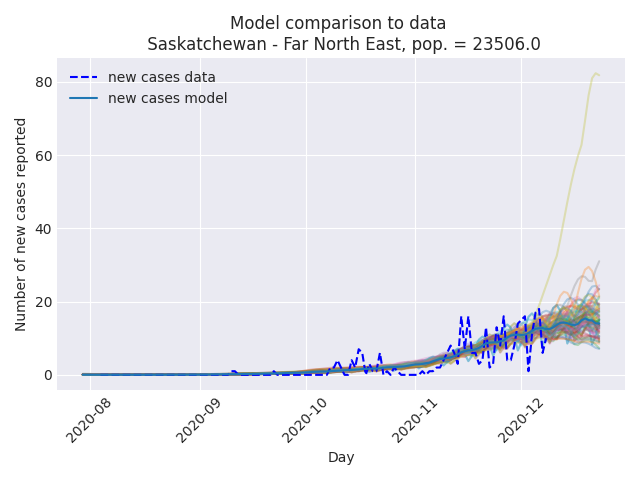 Model comparison to data
Saskatchewan - Far North East, pop. = 23506.0
new cases data
new cases model
Number of new cases reported
80
60
40
20
0
2020-08
2020-09
2020-10
2020-11
2020-12
Day